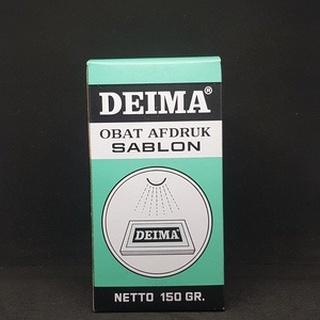 DEIMA®
OBAT AFDRUK
SABLON
DEIMA®
NETTO 150 GR.